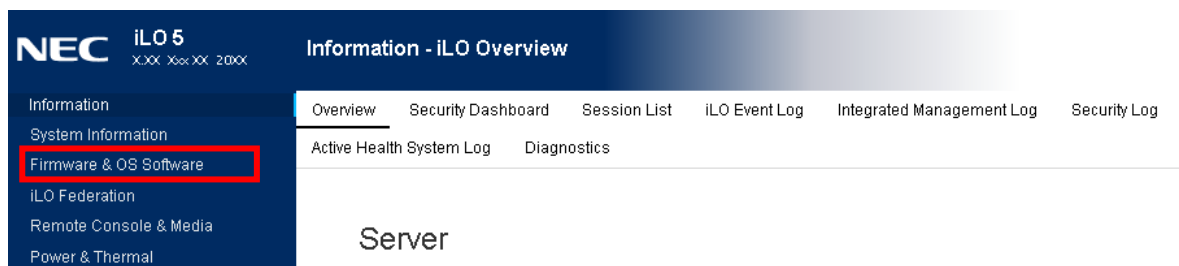 NEC iLO 5
X.XX Xxx XX 20XX
Information - iLO Overview
Information
System Information
Firmware & OS Software
iLO Federation
Remote Console & Media
Power & Thermal
Overview Security Dashboard Session List iLO Event Log Integrated Management Log Security Log
Active Health System Log Diagnostics
Server